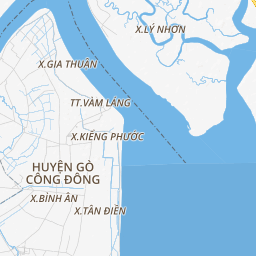 X.LÝ NHƠN
X.GIA THUẬN
TT.VÀM LÁNG
X.KIỂNG PHƯỚC
HUYỆN GÒ
CÔNG ĐÔNG
X.BÌNH ÂN
X.TÂN ĐIỀN